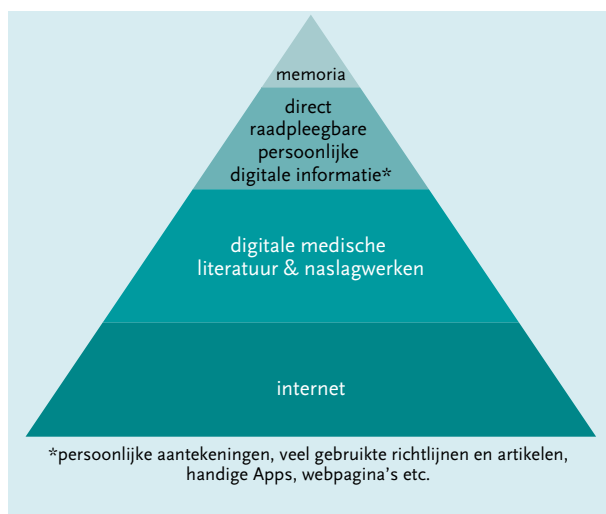 memoria
direct
raadpleegbare
persoonlijke
digitale informatie*
digitale medische
literatuur & naslagwerken
internet
*persoonlijke aantekeningen, veel gebruikte richtlijnen en artikelen,
handige Apps, webpagina's etc.